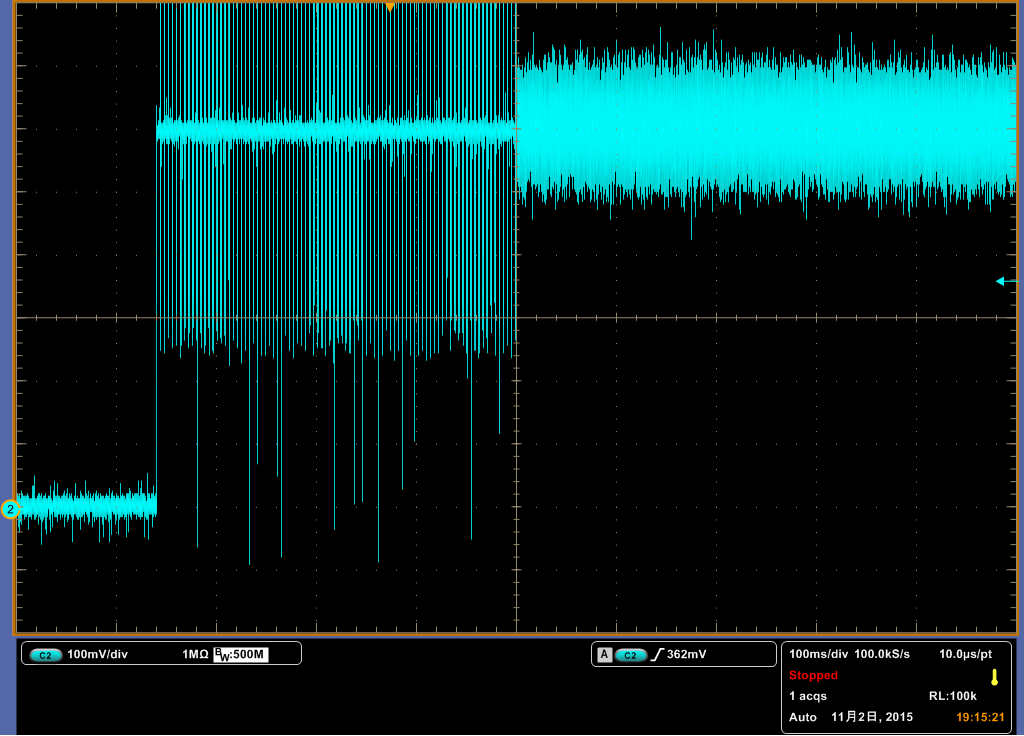 2
C2 100mV/div 1MΩ BW:500M
A C2 362mV
100ms/div 100.0kS/s 10.0µs/pt
Stopped
1 acqs RL:100k
Auto 11月2日, 2015 19:15:21